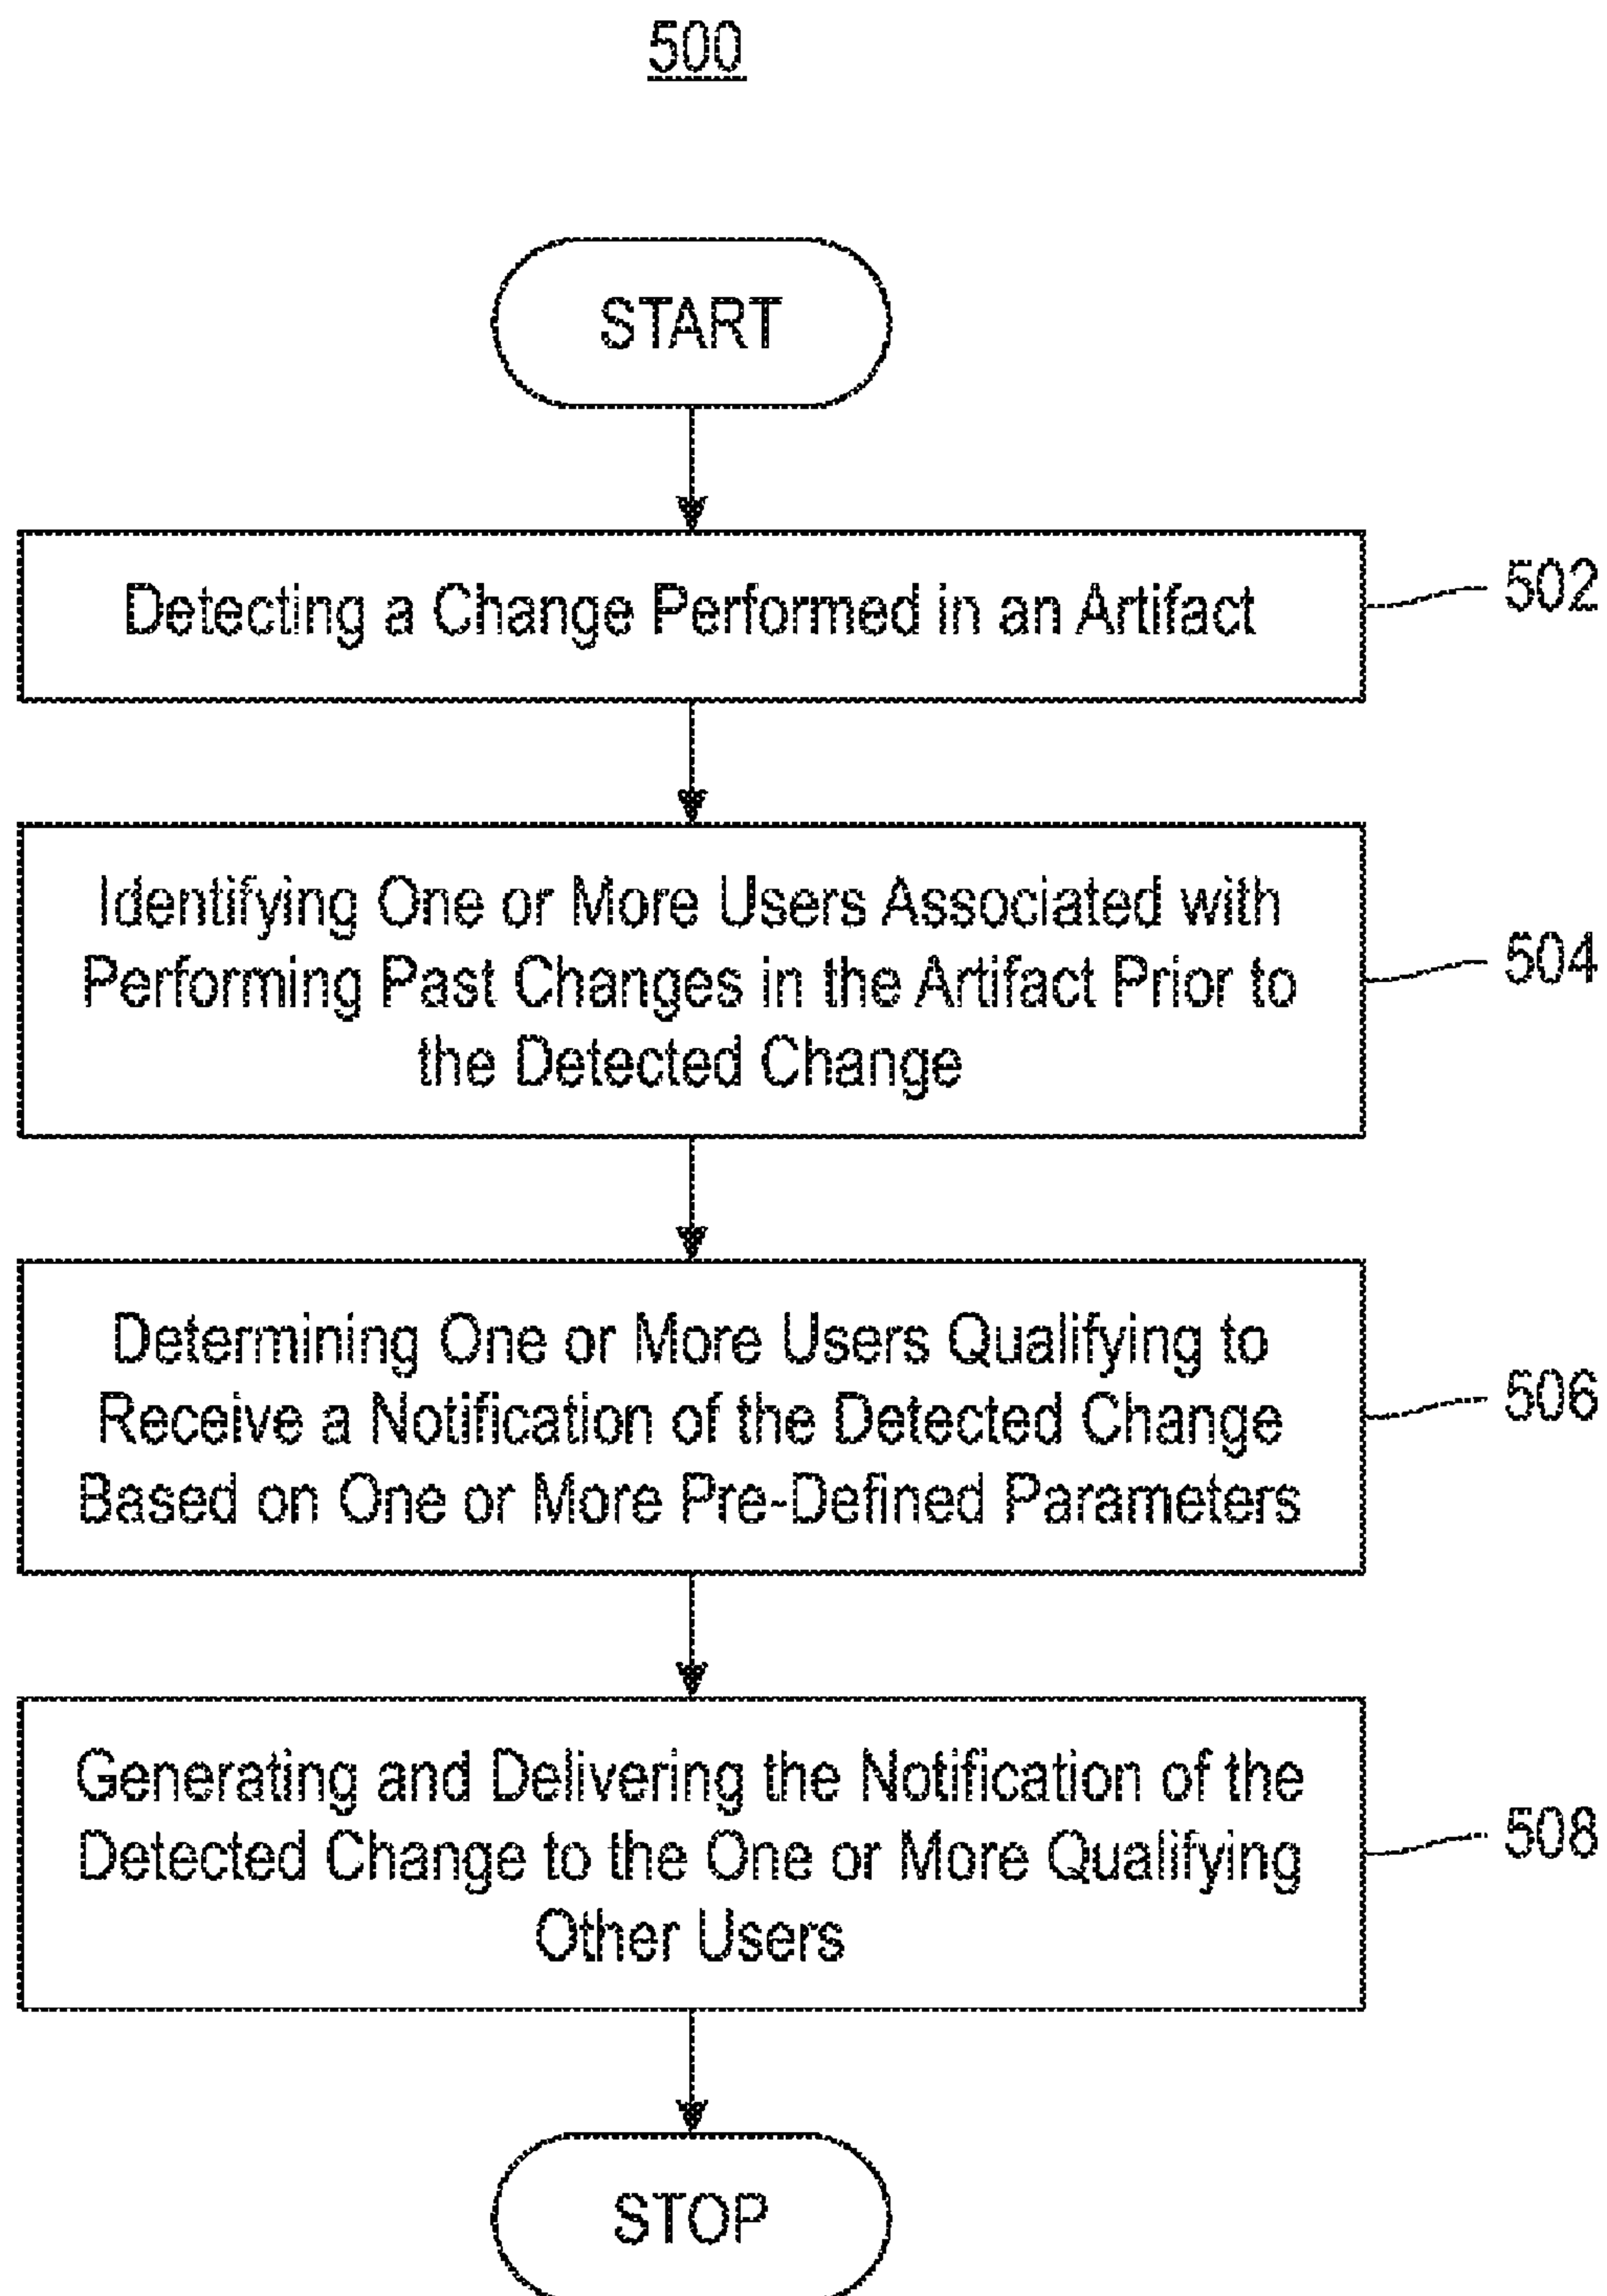 500
START
Detecting a Change Performed in an Artifact
502
Identifying One or More Users Associated with
Performing Past Changes in the Artifact Prior to
the Detected Change
504
Determining One or More Users Qualifying to
Receive a Notification of the Detected Change
Based on One or More Pre-Defined Parameters
506
Generating and Delivering the Notification of the
Detected Change to the One or More Qualifying
Other Users
508
STOP